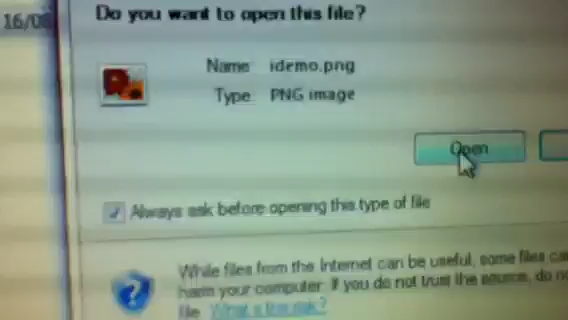 Do you want to open this file?
16/08
Name: idemo.png
Type: PNG image
Open
Always ask before opening this type of file
While files from the Internet can be useful, some files can
harm your computer. If you do not trust the source, do no
file. What's the risk?